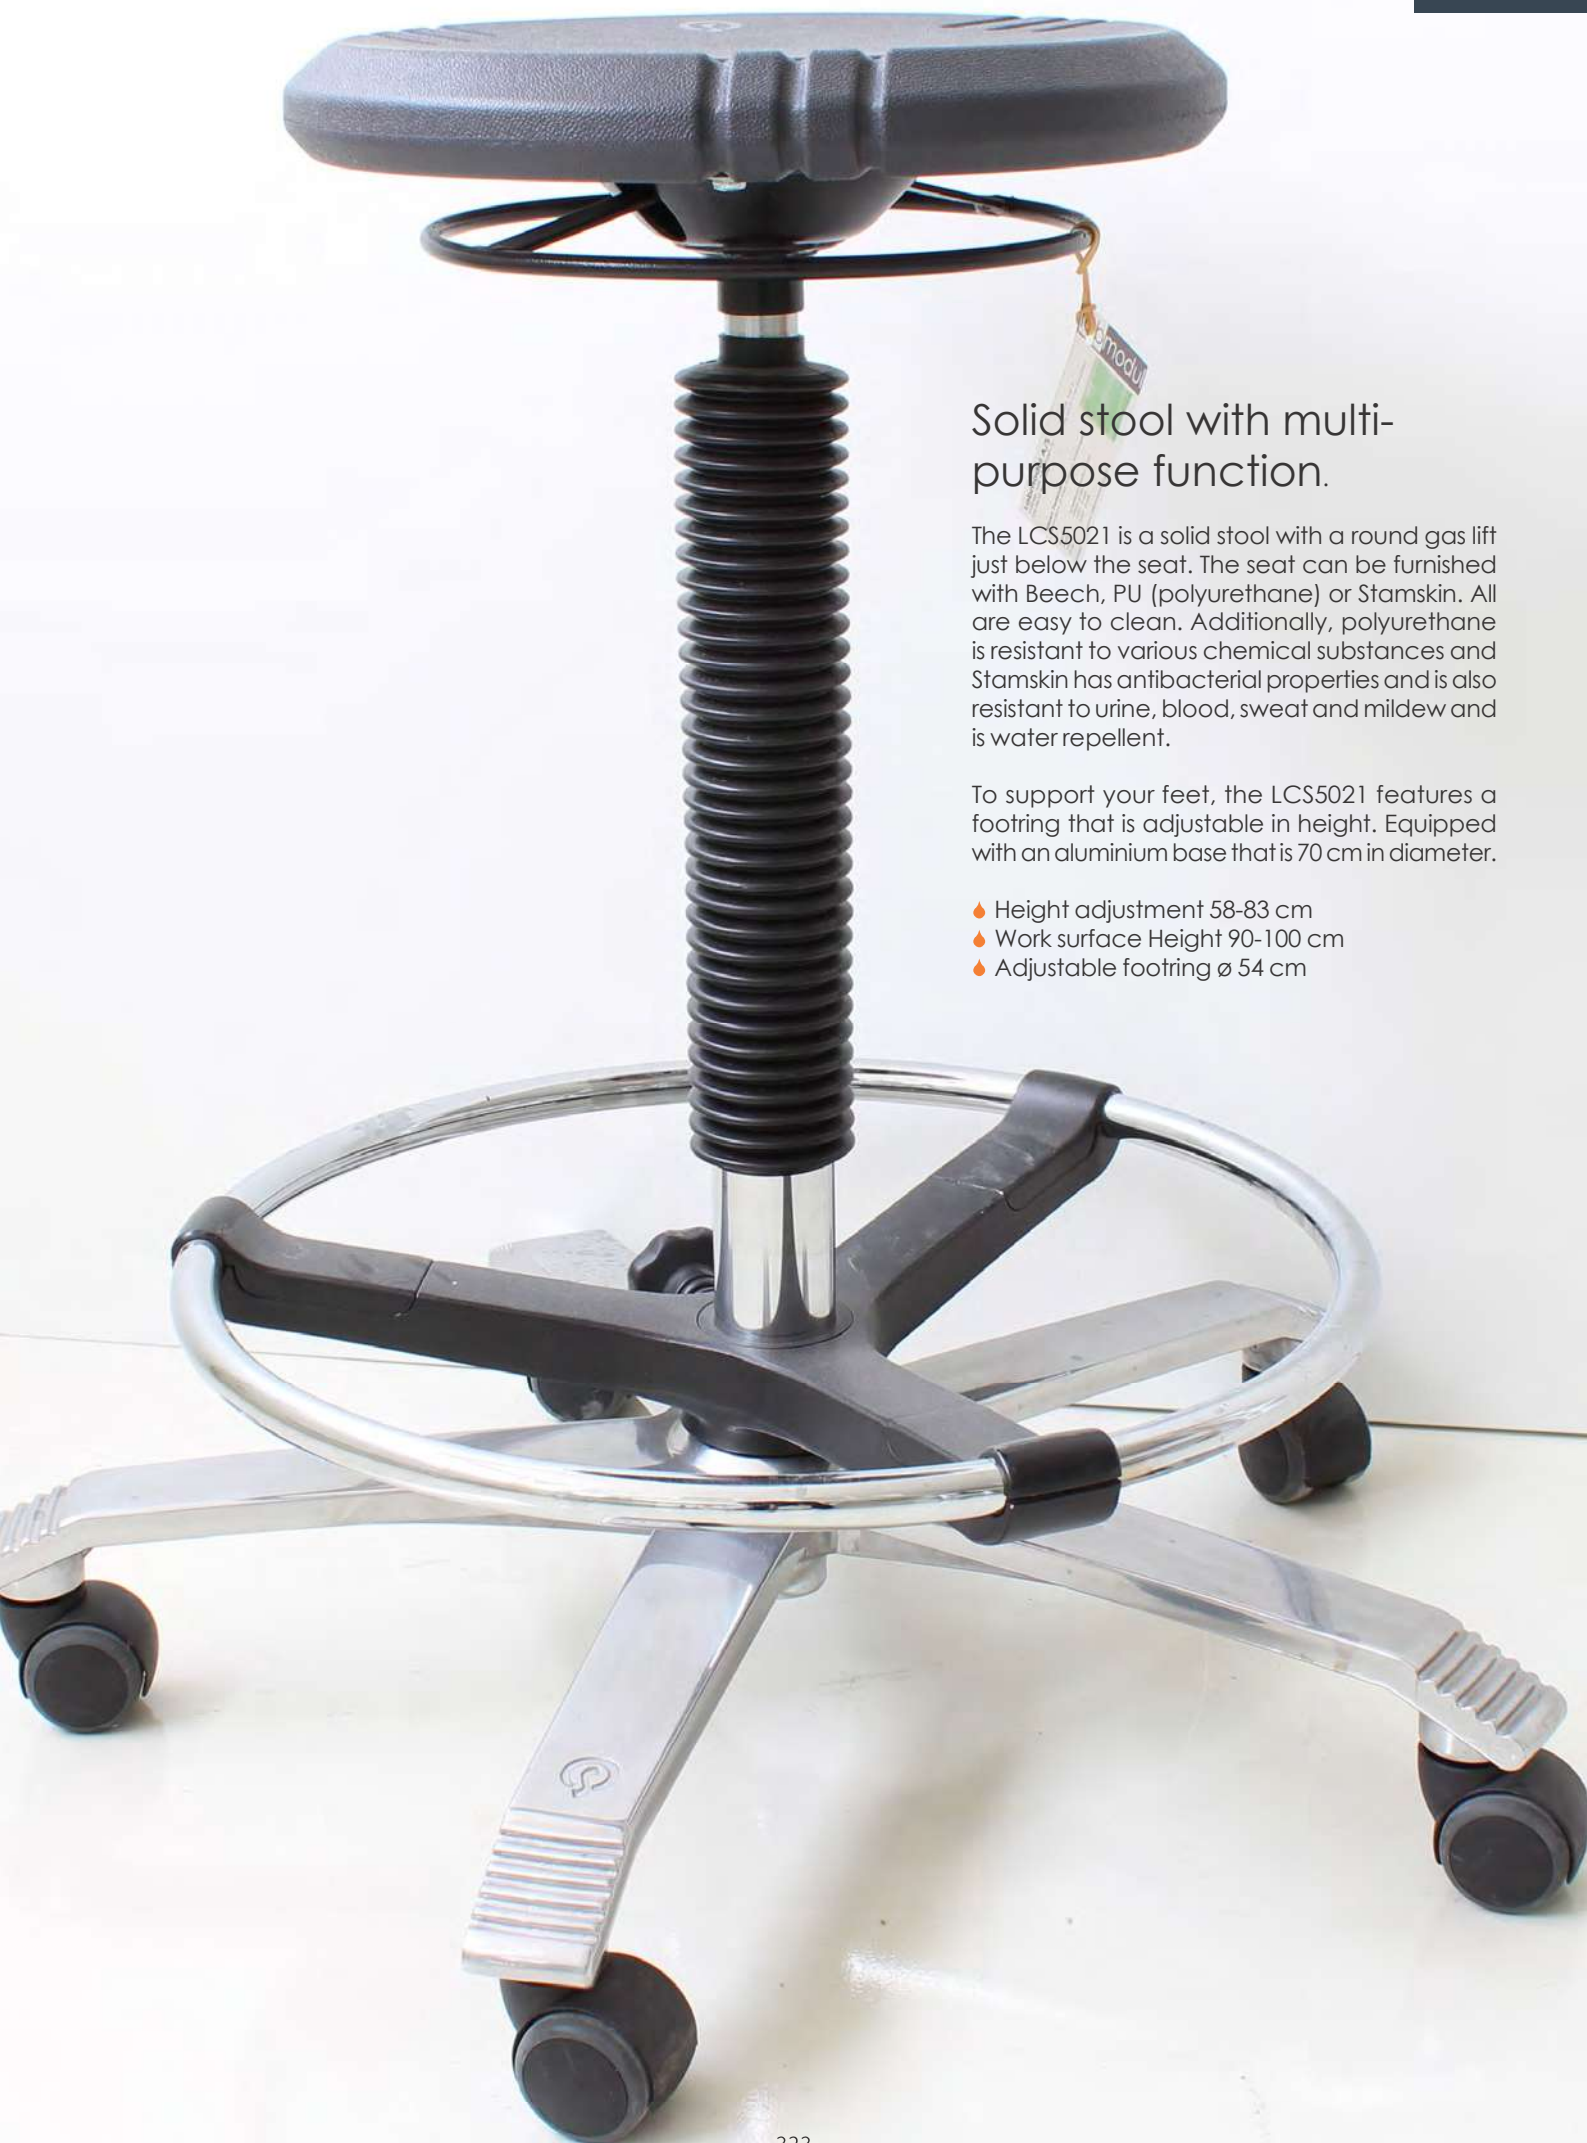 modul
Solid stool with multi-
purpose function.
The LCS5021 is a solid stool with a round gas lift
just below the seat. The seat can be furnished
with Beech, PU (polyurethane) or Stamskin. All
are easy to clean. Additionally, polyurethane
is resistant to various chemical substances and
Stamskin has antibacterial properties and is also
resistant to urine, blood, sweat and mildew and
is water repellent.
To support your feet, the LCS5021 features a
footring that is adjustable in height. Equipped
with an aluminium base that is 70 cm in diameter.
Height adjustment 58-83 cm
Work surface Height 90-100 cm
Adjustable footring ø 54 cm